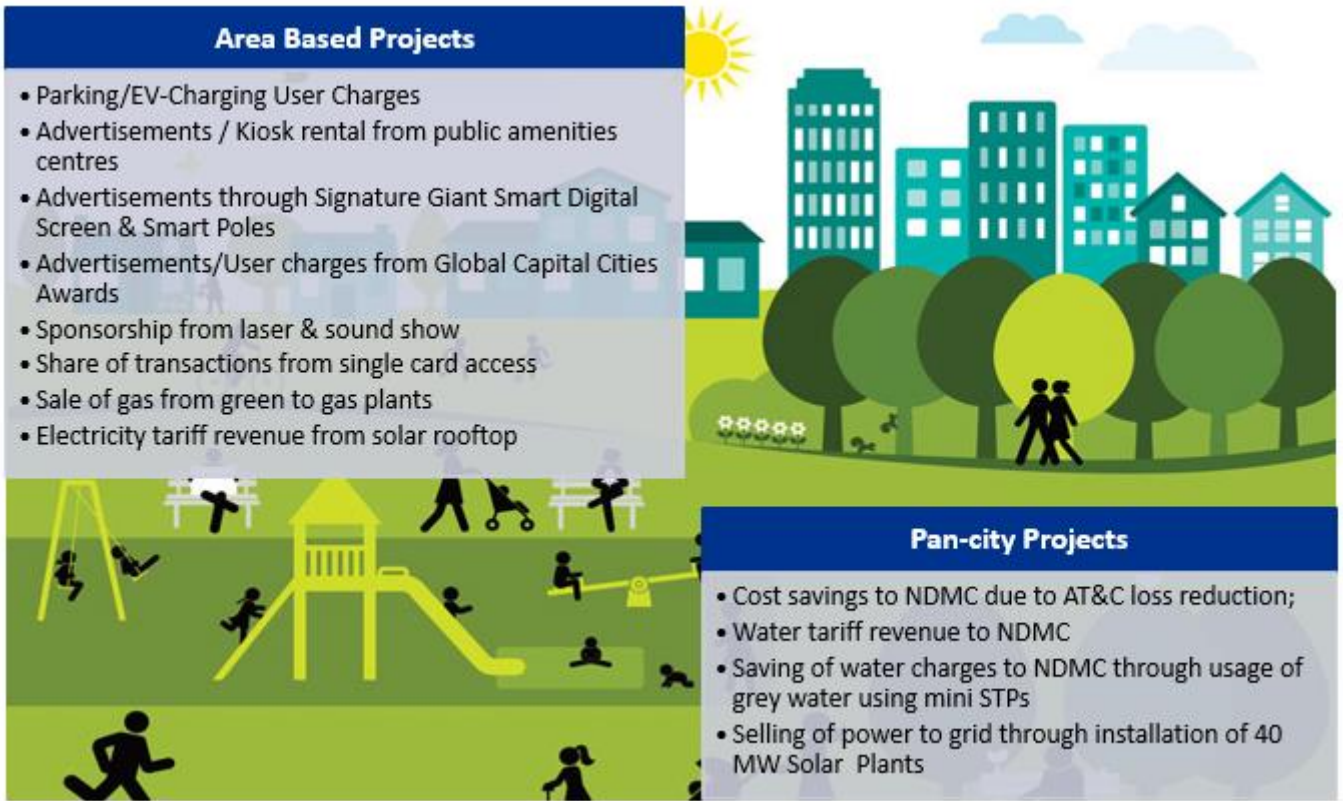 Area Based Projects
• Parking/EV-Charging User Charges
• Advertisements / Kiosk rental from public amenities
centres
• Advertisements through Signature Giant Smart Digital
Screen & Smart Poles
• Advertisements/User charges from Global Capital Cities
Awards
• Sponsorship from laser & sound show
• Share of transactions from single card access
• Sale of gas from green to gas plants
• Electricity tariff revenue from solar rooftop
Pan-city Projects
• Cost savings to NDMC due to AT&C loss reduction;
• Water tariff revenue to NDMC
• Saving of water charges to NDMC through usage of
grey water using mini STPs
• Selling of power to grid through installation of 40
MW Solar Plants